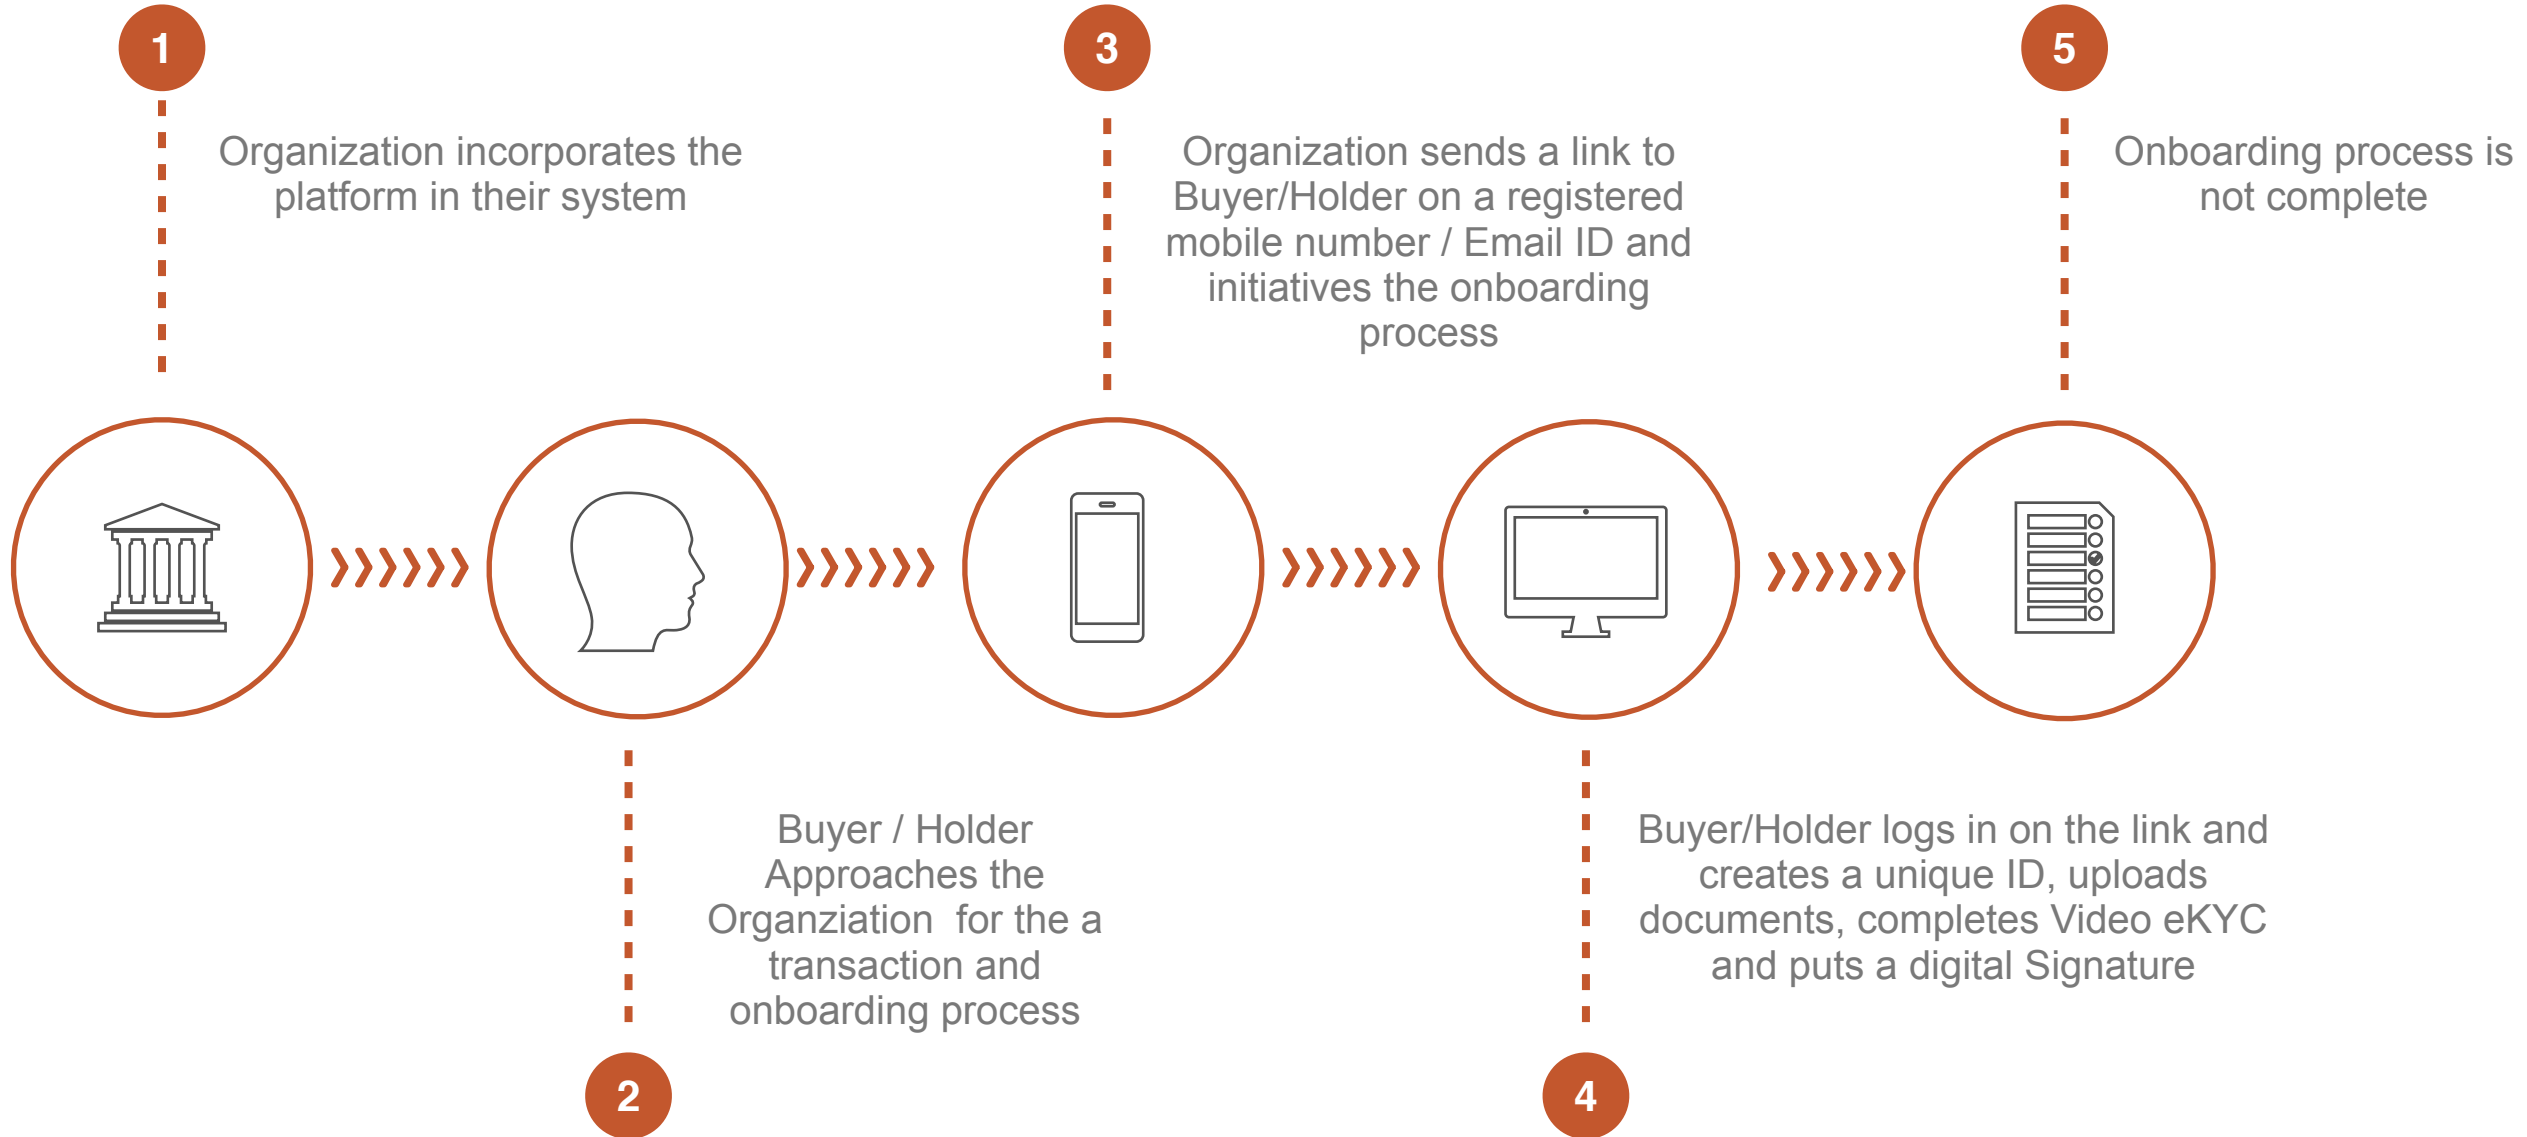 1
Organization incorporates the
platform in their system
2
Buyer / Holder
Approaches the
Organziation  for the a
transaction and
onboarding process
3
Organization sends a link to
Buyer/Holder on a registered
mobile number / Email ID and
initiatives the onboarding
process
4
Buyer/Holder logs in on the link and
creates a unique ID, uploads
documents, completes Video eKYC
and puts a digital Signature
5
Onboarding process is
not complete